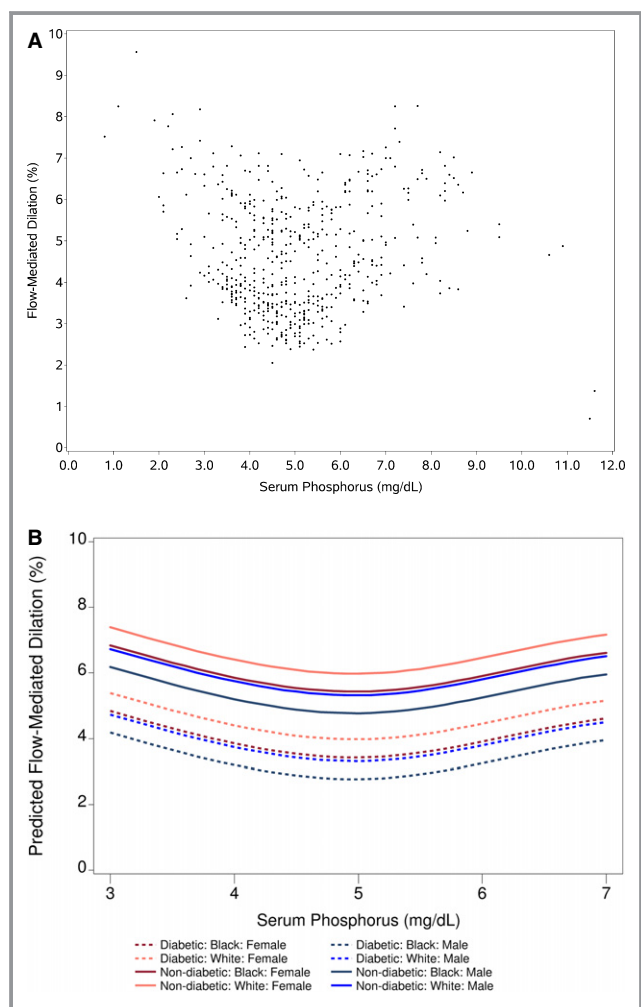 A
10
9
8
7
6
5
4
3
2
1
0
Flow-Mediated Dilation (%)
0.0 1.0 2.0 3.0 4.0 5.0 6.0 7.0 8.0 9.0 10.0 11.0 12.0
Serum Phosphorus (mg/dL)
B
10
8
6
4
2
0
Predicted Flow-Mediated Dilation (%)
3 4 5 6 7
Serum Phosphorus (mg/dL)
Diabetic: Black: Female Diabetic: Black: Male
Diabetic: White: Female Diabetic: White: Male
Non-diabetic: Black: Female Non-diabetic: Black: Male
Non-diabetic: White: Female Non-diabetic: White: Male